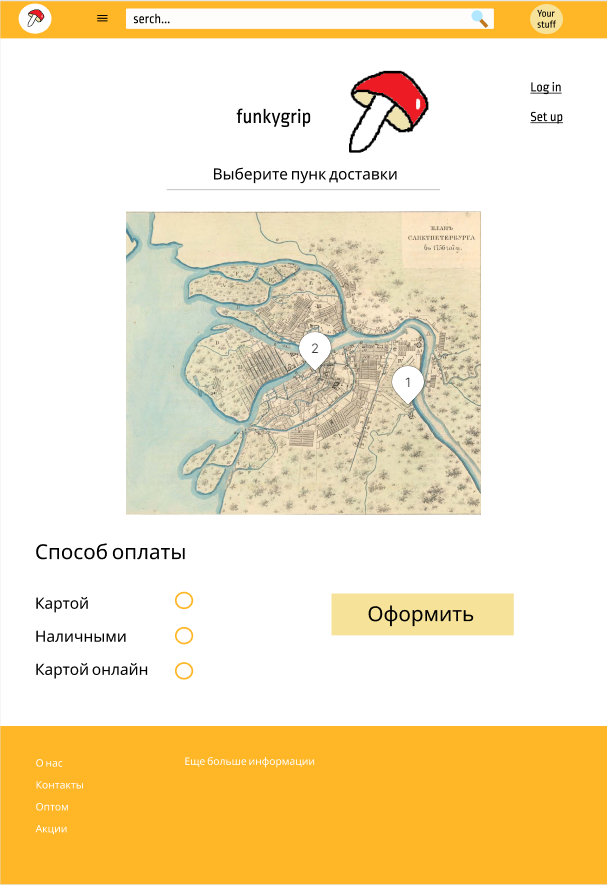 serch...
Your
stuff
Log in
funkygrip
Set up
Выберите пунк доставки
ПЛАНЪ
САНКТПЕТЕРБУРГА
2
1
Способ оплаты
Картой
Наличными
Картой онлайн
Оформить
О нас
Контакты
Оптом
Акции
Еще больше информации